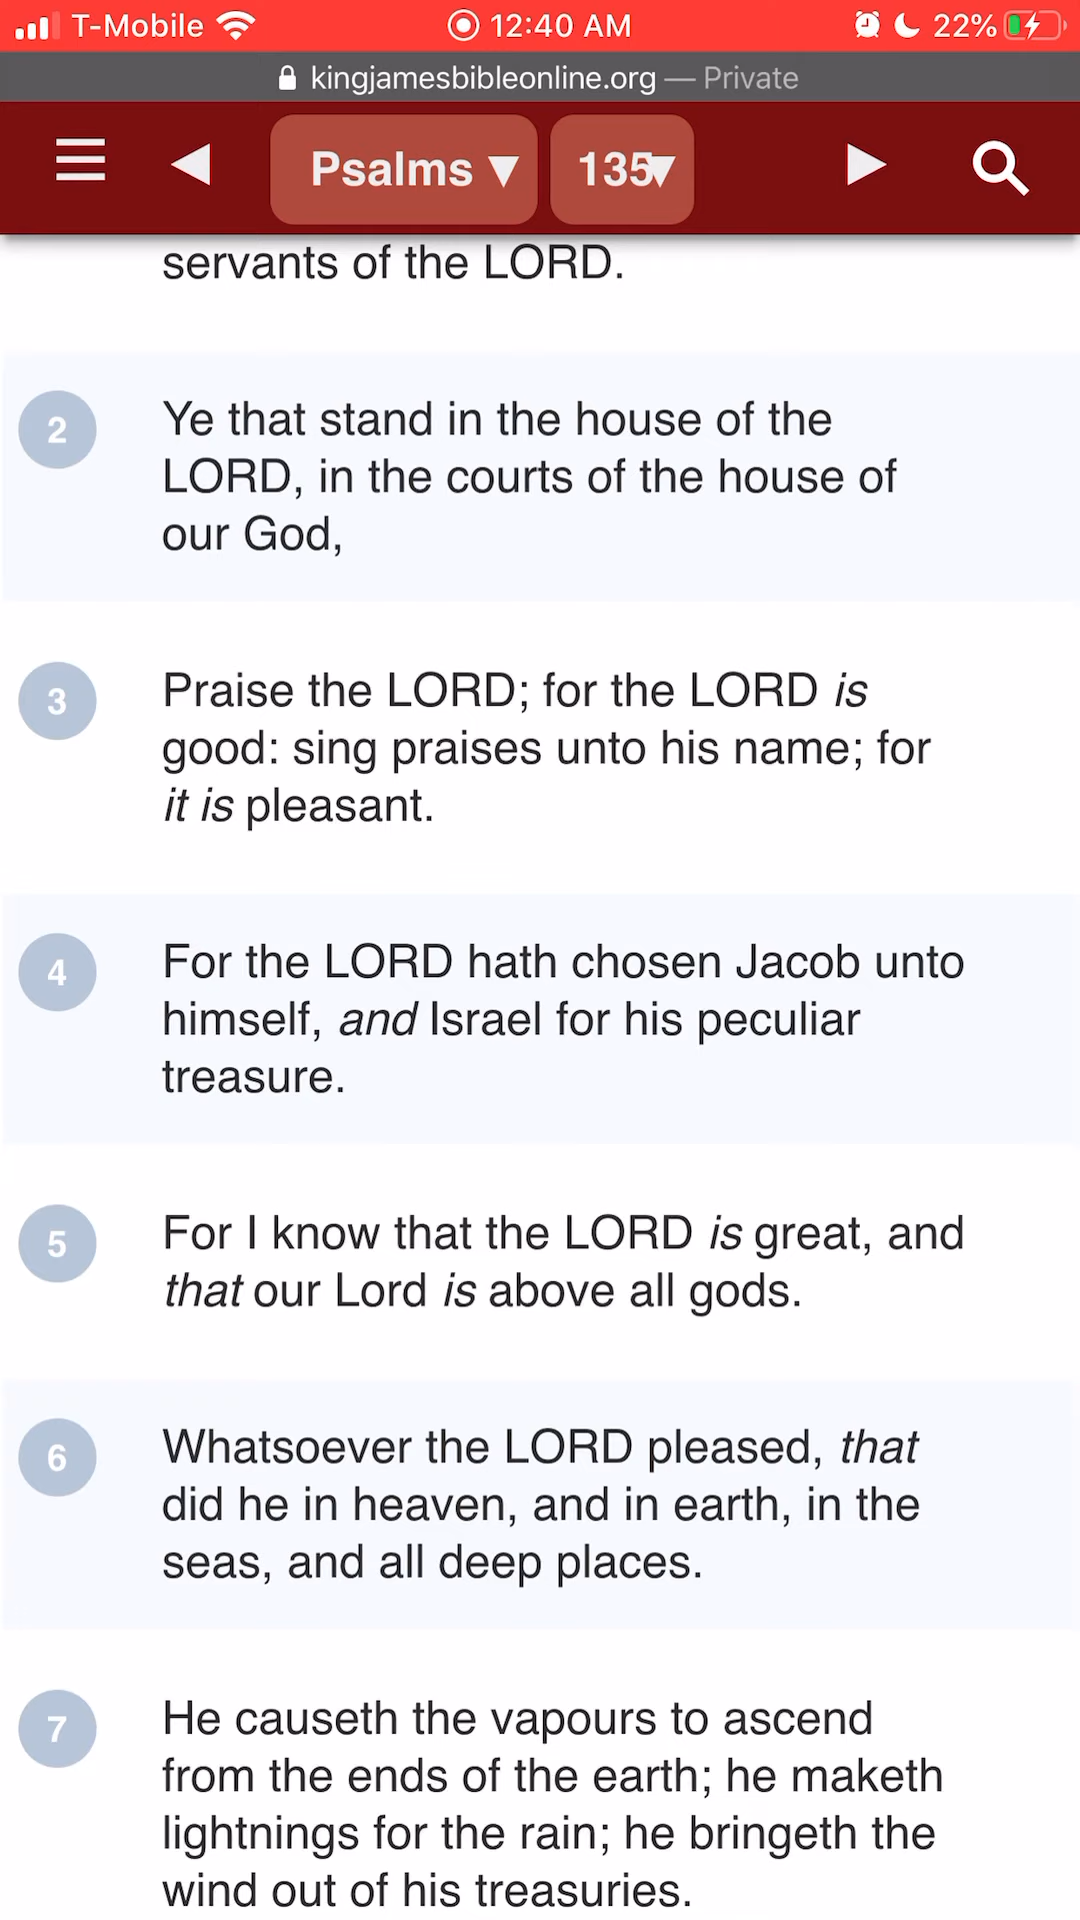 T-Mobile 12:40 AM 22%
kingjamesbibleonline.org — Private
Psalms ▼ 135▼
servants of the LORD.
2 Ye that stand in the house of the
LORD, in the courts of the house of
our God,
3 Praise the LORD; for the LORD is
good: sing praises unto his name; for
it is pleasant.
4 For the LORD hath chosen Jacob unto
himself, and Israel for his peculiar
treasure.
5 For I know that the LORD is great, and
that our Lord is above all gods.
6 Whatsoever the LORD pleased, that
did he in heaven, and in earth, in the
seas, and all deep places.
7 He causeth the vapours to ascend
from the ends of the earth; he maketh
lightnings for the rain; he bringeth the
wind out of his treasuries.